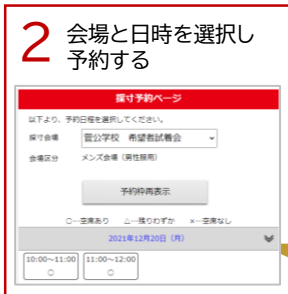 2 会場と日時を選択し
予約する
採寸予約ページ
以下より、予約日程を選択してください。
採寸会場 菅公学校 希望者試着会
会場区分 メンズ会場（男性服用）
予約枠再表示
○…空席あり △…残りわずか ×…空席なし
2021年12月20日（月）
10:00～11:00 11:00～12:00
○ ○